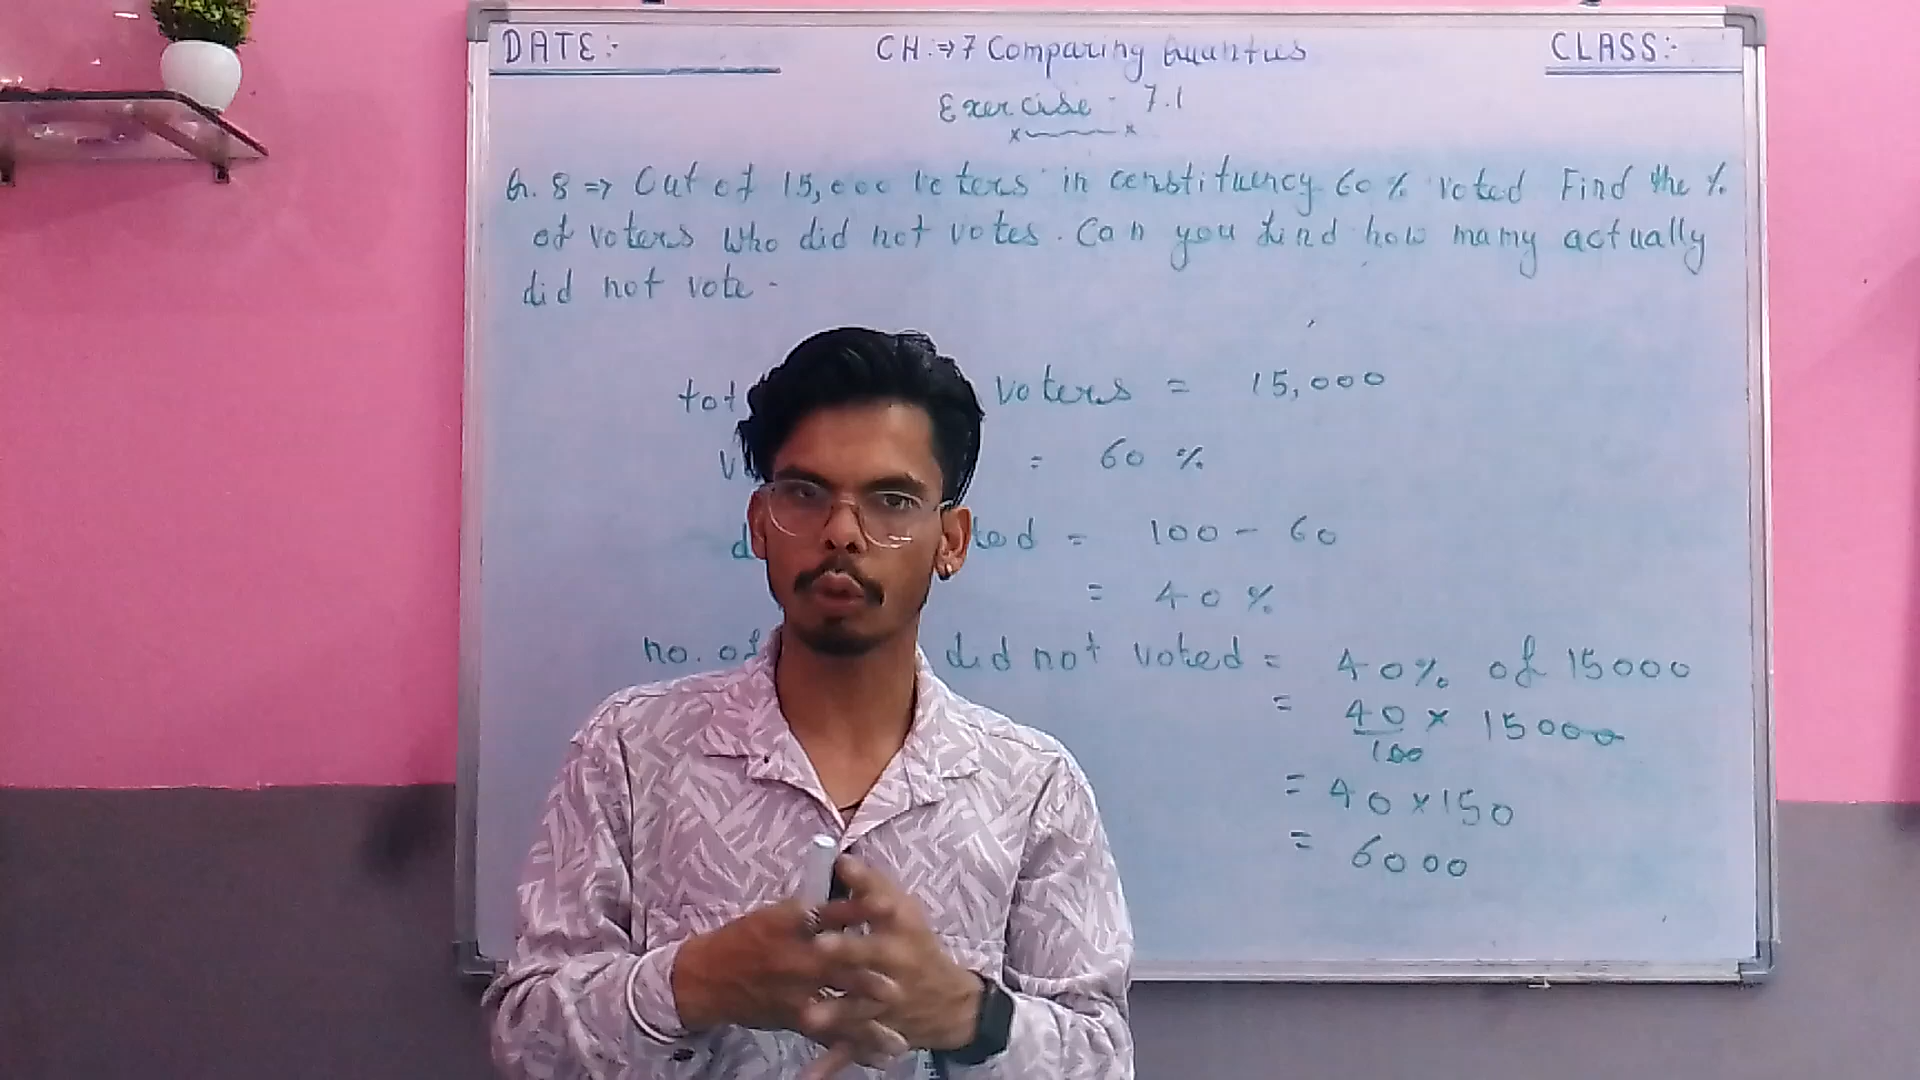 DATE:- CH:⇒7 Comparing Quantities CLASS:-
Exercise - 7.1
Q. 8 ⇒ Out of 15,000 voters in constituency 60% voted Find the %
of voters who did not votes. Can you find how many actually
did not vote.
tot voters = 15,000
= 60 %
ted = 100 - 60
= 40 %
no. of did not voted = 40% of 15000
= 40/100 × 15000
= 40×150
= 6000